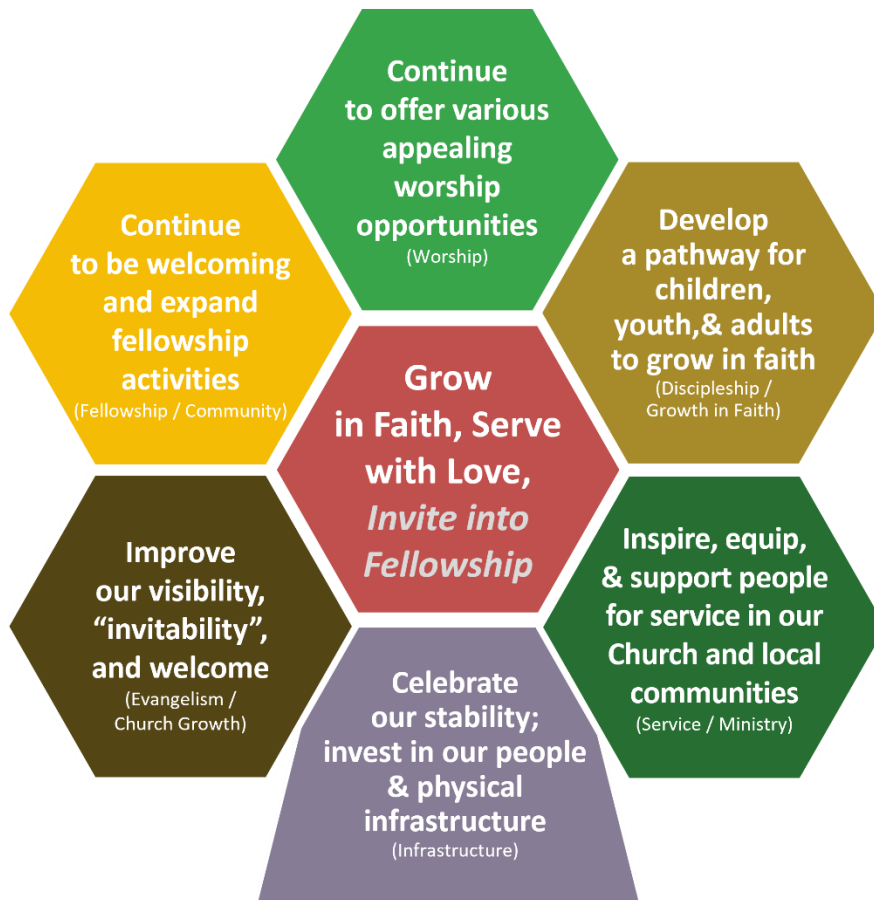 Continue
to offer various
appealing
worship
opportunities
(Worship)
Continue
to be welcoming
and expand
fellowship
activities
(Fellowship / Community)
Develop
a pathway for
children,
youth,& adults
to grow in faith
(Discipleship /
Growth in Faith)
Grow
in Faith, Serve
with Love,
Invite into
Fellowship
Improve
our visibility,
“invitability”,
and welcome
(Evangelism /
Church Growth)
Inspire, equip,
& support people
for service in our
Church and local
communities
(Service / Ministry)
Celebrate
our stability;
invest in our people
& physical
infrastructure
(Infrastructure)